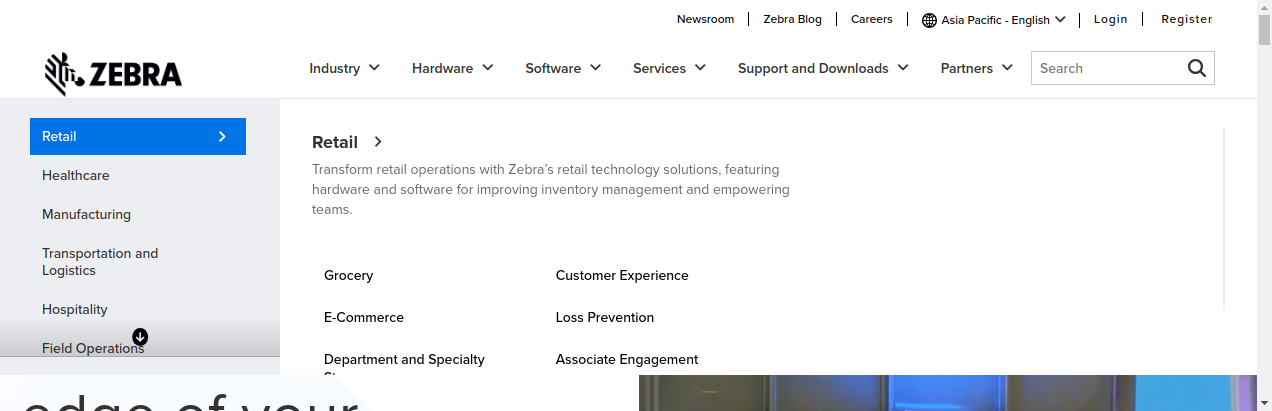 Newsroom
Zebra Blog
Careers
Asia Pacific - English
Login
Register
ZEBRA
Industry
Hardware
Software
Services
Support and Downloads
Partners
Search
Retail
Healthcare
Manufacturing
Transportation and
Logistics
Hospitality
Field Operations
Retail
Transform retail operations with Zebra's retail technology solutions, featuring
hardware and software for improving inventory management and empowering
teams.
Grocery
Customer Experience
E-Commerce
Loss Prevention
Department and Specialty
Associate Engagement
edge of your